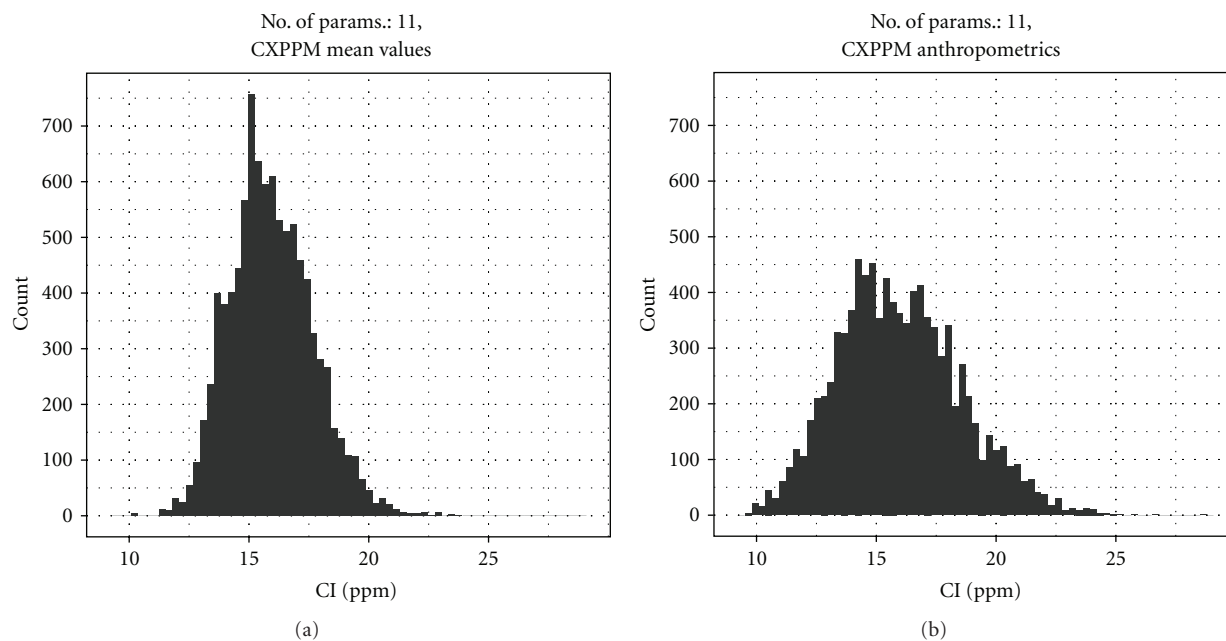 No. of params.: 11,
CXPPM mean values
700
600
500
400
300
200
100
0
Count
10
15
20
25
CI (ppm)
(a)
No. of params.: 11,
CXPPM anthropometrics
700
600
500
400
300
200
100
0
Count
10
15
20
25
CI (ppm)
(b)